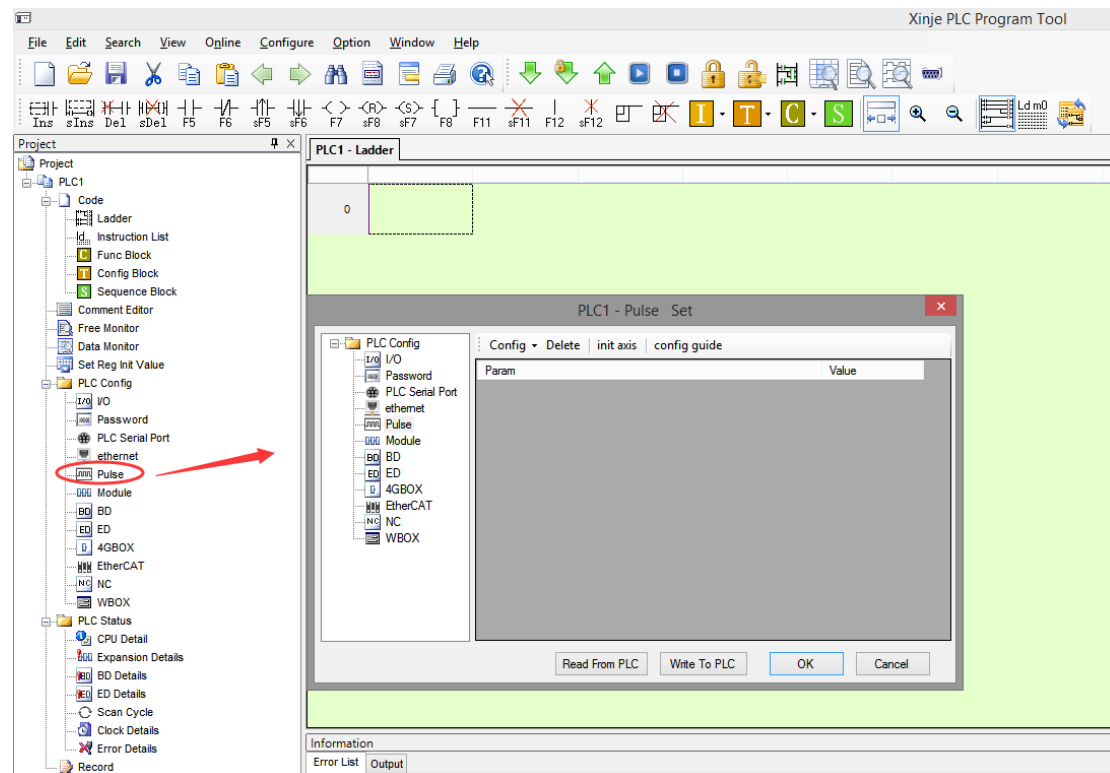 Xinje PLC Program Tool
File Edit Search View Online Configure Option Window Help
Ins sIns Del sDel F5 F6 sF5 sF6 F7 sF8 sF7 F8 F11 sF11 F12 sF12 I T C S Ld m0
Project
PLC1 - Ladder
Project
PLC1
Code
Ladder
Instruction List
Func Block
Config Block
Sequence Block
Comment Editor
Free Monitor
Data Monitor
Set Reg Init Value
PLC Config
I/O
Password
PLC Serial Port
ethernet
Pulse
Module
BD
ED
4GBOX
EtherCAT
NC
WBOX
PLC Status
CPU Detail
Expansion Details
BD Details
ED Details
Scan Cycle
Clock Details
Error Details
Record
0
PLC1 - Pulse Set
PLC Config
I/O
Password
PLC Serial Port
ethernet
Pulse
Module
BD
ED
4GBOX
EtherCAT
NC
WBOX
Config Delete init axis config guide
Param Value
Read From PLC Write To PLC OK Cancel
Information
Error List Output